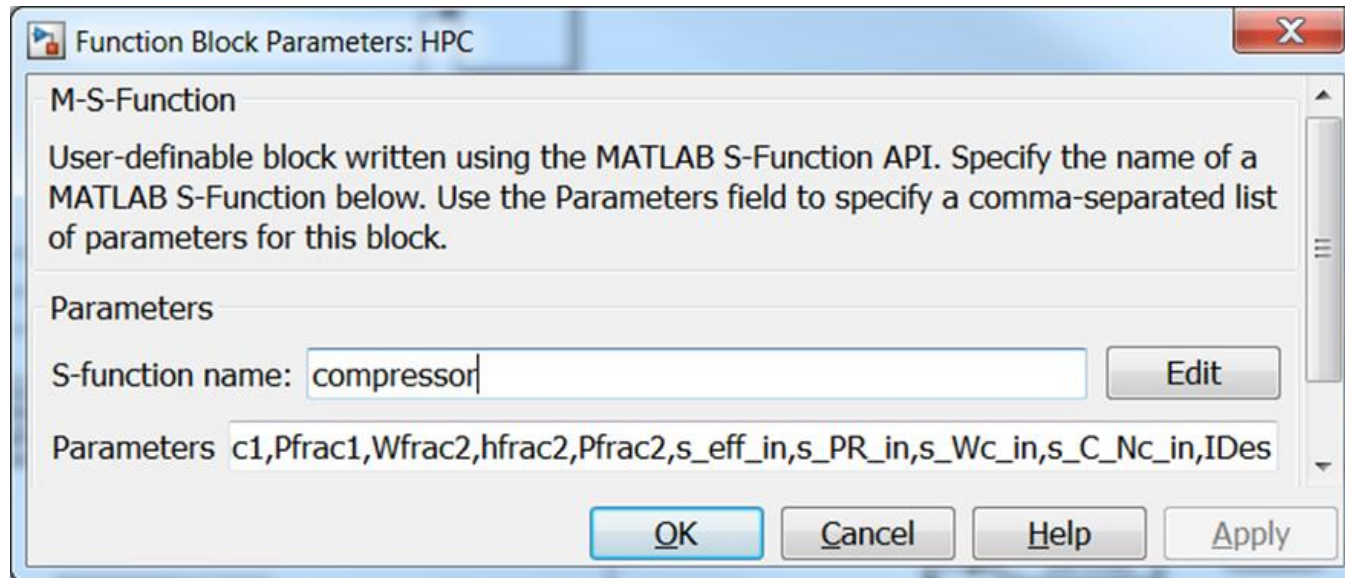 Function Block Parameters: HPC
M-S-Function
User-definable block written using the MATLAB S-Function API. Specify the name of a
MATLAB S-Function below. Use the Parameters field to specify a comma-separated list
of parameters for this block.
Parameters
S-function name: compressor Edit
Parameters c1,Pfrac1,Wfrac2,hfrac2,Pfrac2,s_eff_in,s_PR_in,s_Wc_in,s_C_Nc_in,IDes
OK Cancel Help Apply